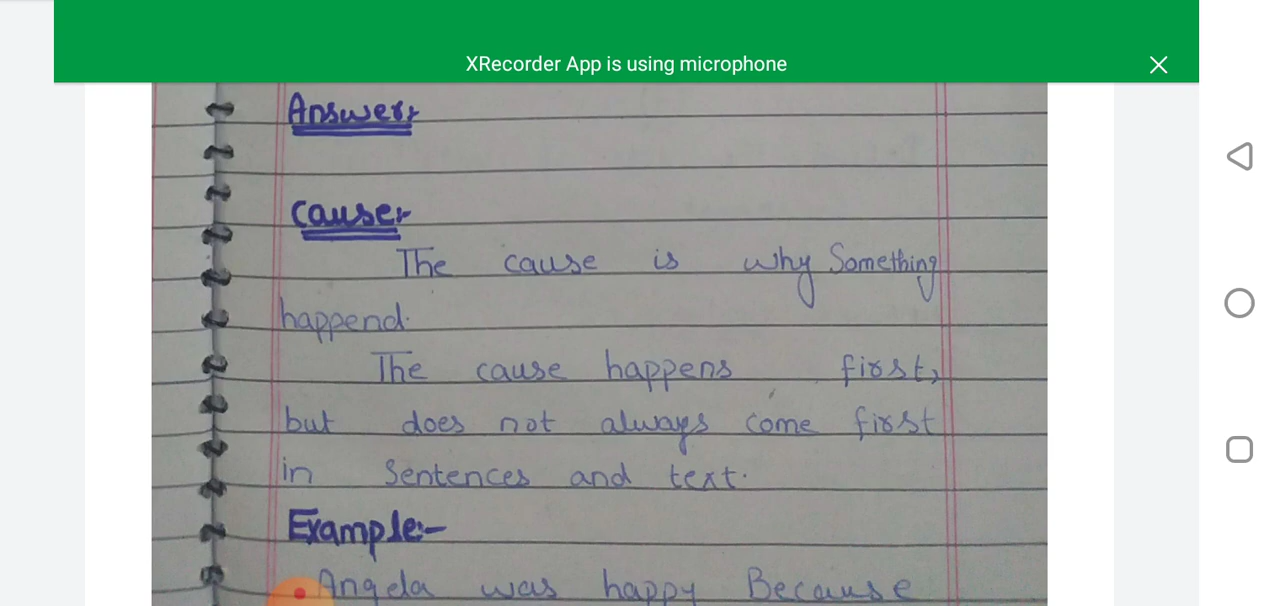 XRecorder App is using microphone
Answer:-
Cause:-
The cause is why Something
happend.
The cause happens first,
but does not always come first
in Sentences and text.
Example:-
Angela was happy Because